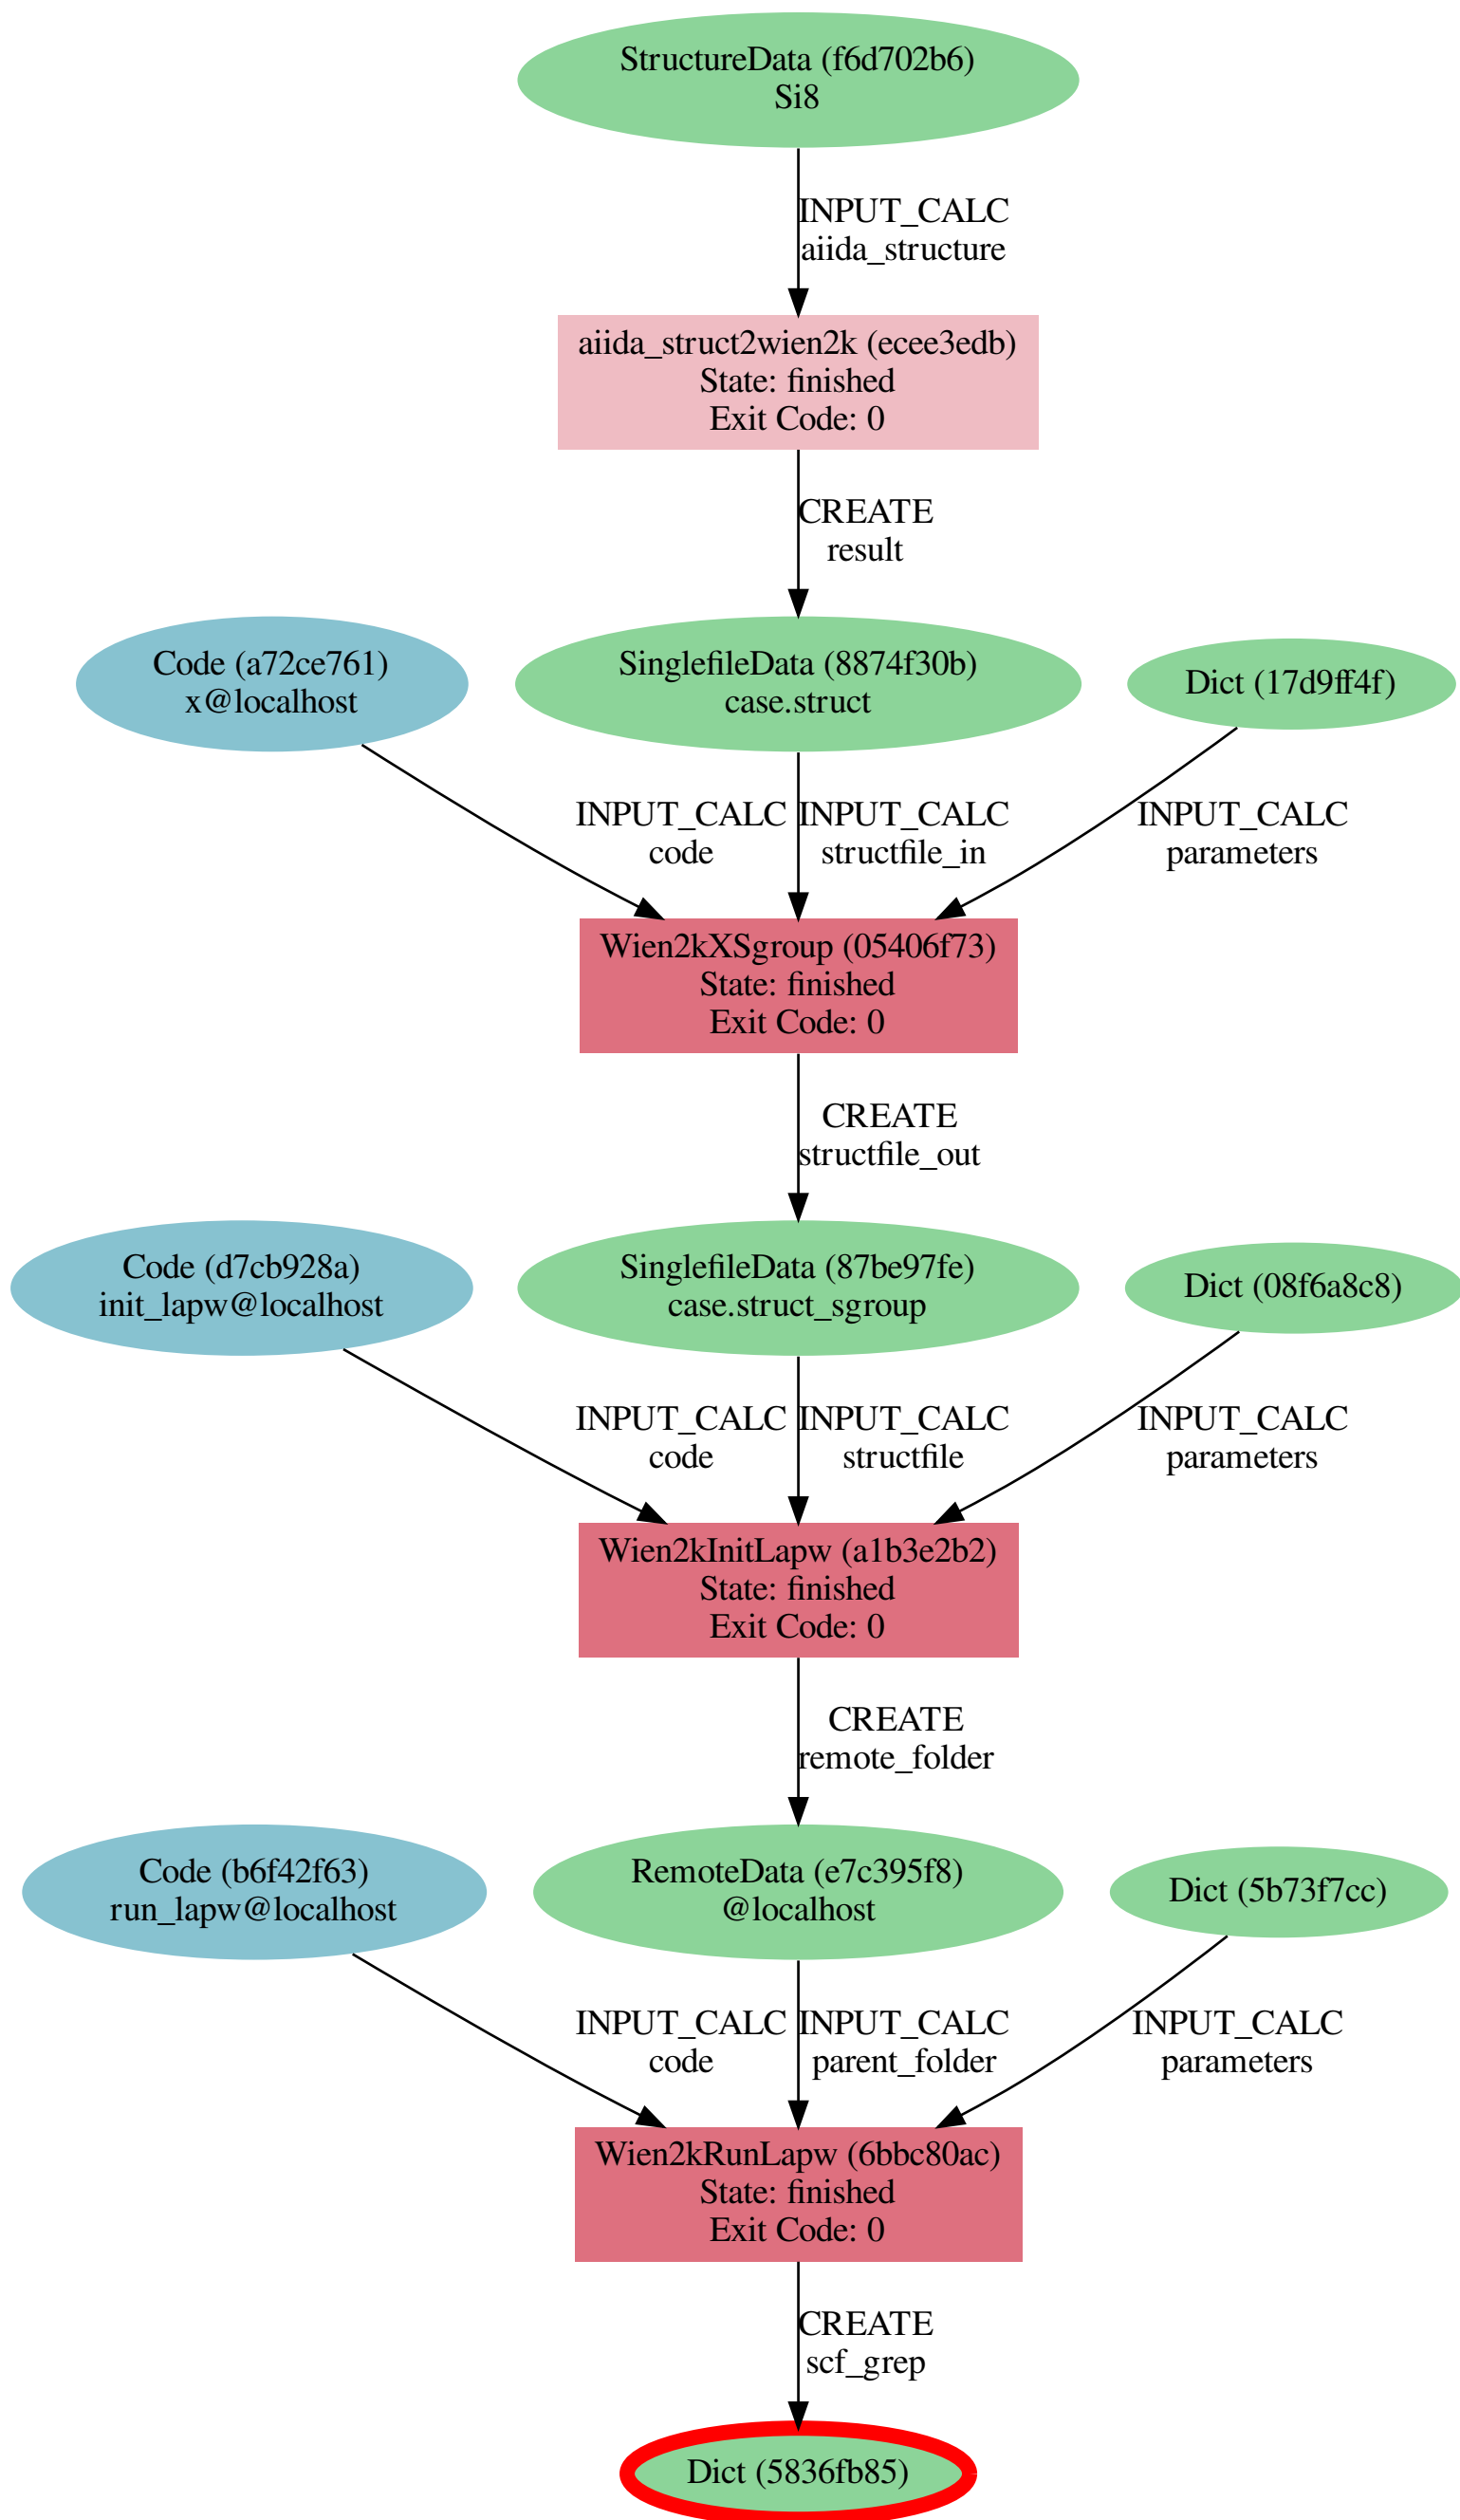 StructureData (f6d702b6)
Si8
INPUT_CALC
aiida_structure
aiida_struct2wien2k (ecee3edb)
State: finished
Exit Code: 0
CREATE
result
Code (a72ce761)
x@localhost
SinglefileData (8874f30b)
case.struct
Dict (17d9ff4f)
INPUT_CALC
code
INPUT_CALC
structfile_in
INPUT_CALC
parameters
Wien2kXSgroup (05406f73)
State: finished
Exit Code: 0
CREATE
structfile_out
Code (d7cb928a)
init_lapw@localhost
SinglefileData (87be97fe)
case.struct_sgroup
Dict (08f6a8c8)
INPUT_CALC
code
INPUT_CALC
structfile
INPUT_CALC
parameters
Wien2kInitLapw (a1b3e2b2)
State: finished
Exit Code: 0
CREATE
remote_folder
Code (b6f42f63)
run_lapw@localhost
RemoteData (e7c395f8)
@localhost
Dict (5b73f7cc)
INPUT_CALC
code
INPUT_CALC
parent_folder
INPUT_CALC
parameters
Wien2kRunLapw (6bbc80ac)
State: finished
Exit Code: 0
CREATE
scf_grep
Dict (5836fb85)